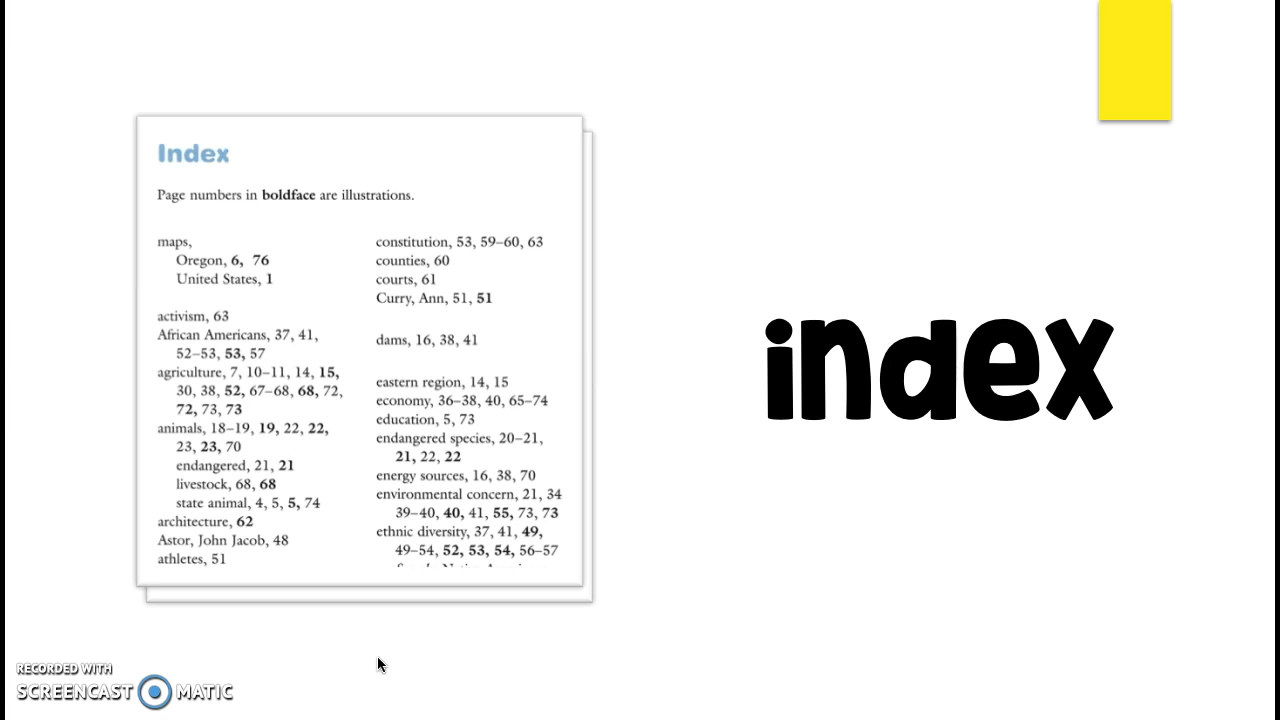 Index
Page numbers in boldface are illustrations.
maps,
Oregon, 6, 76
United States, 1
activism, 63
African Americans, 37, 41,
52–53, 53, 57
agriculture, 7, 10–11, 14, 15,
30, 38, 52, 67–68, 68, 72,
72, 73, 73
animals, 18–19, 19, 22, 22,
23, 23, 70
endangered, 21, 21
livestock, 68, 68
state animal, 4, 5, 5, 74
architecture, 62
Astor, John Jacob, 48
athletes, 51
constitution, 53, 59–60, 63
counties, 60
courts, 61
Curry, Ann, 51, 51
dams, 16, 38, 41
eastern region, 14, 15
economy, 36–38, 40, 65–74
education, 5, 73
endangered species, 20–21,
21, 22, 22
energy sources, 16, 38, 70
environmental concern, 21, 34
39–40, 40, 41, 55, 73, 73
ethnic diversity, 37, 41, 49,
49–54, 52, 53, 54, 56–57
index
RECORDED WITH
SCREENCAST MATIC